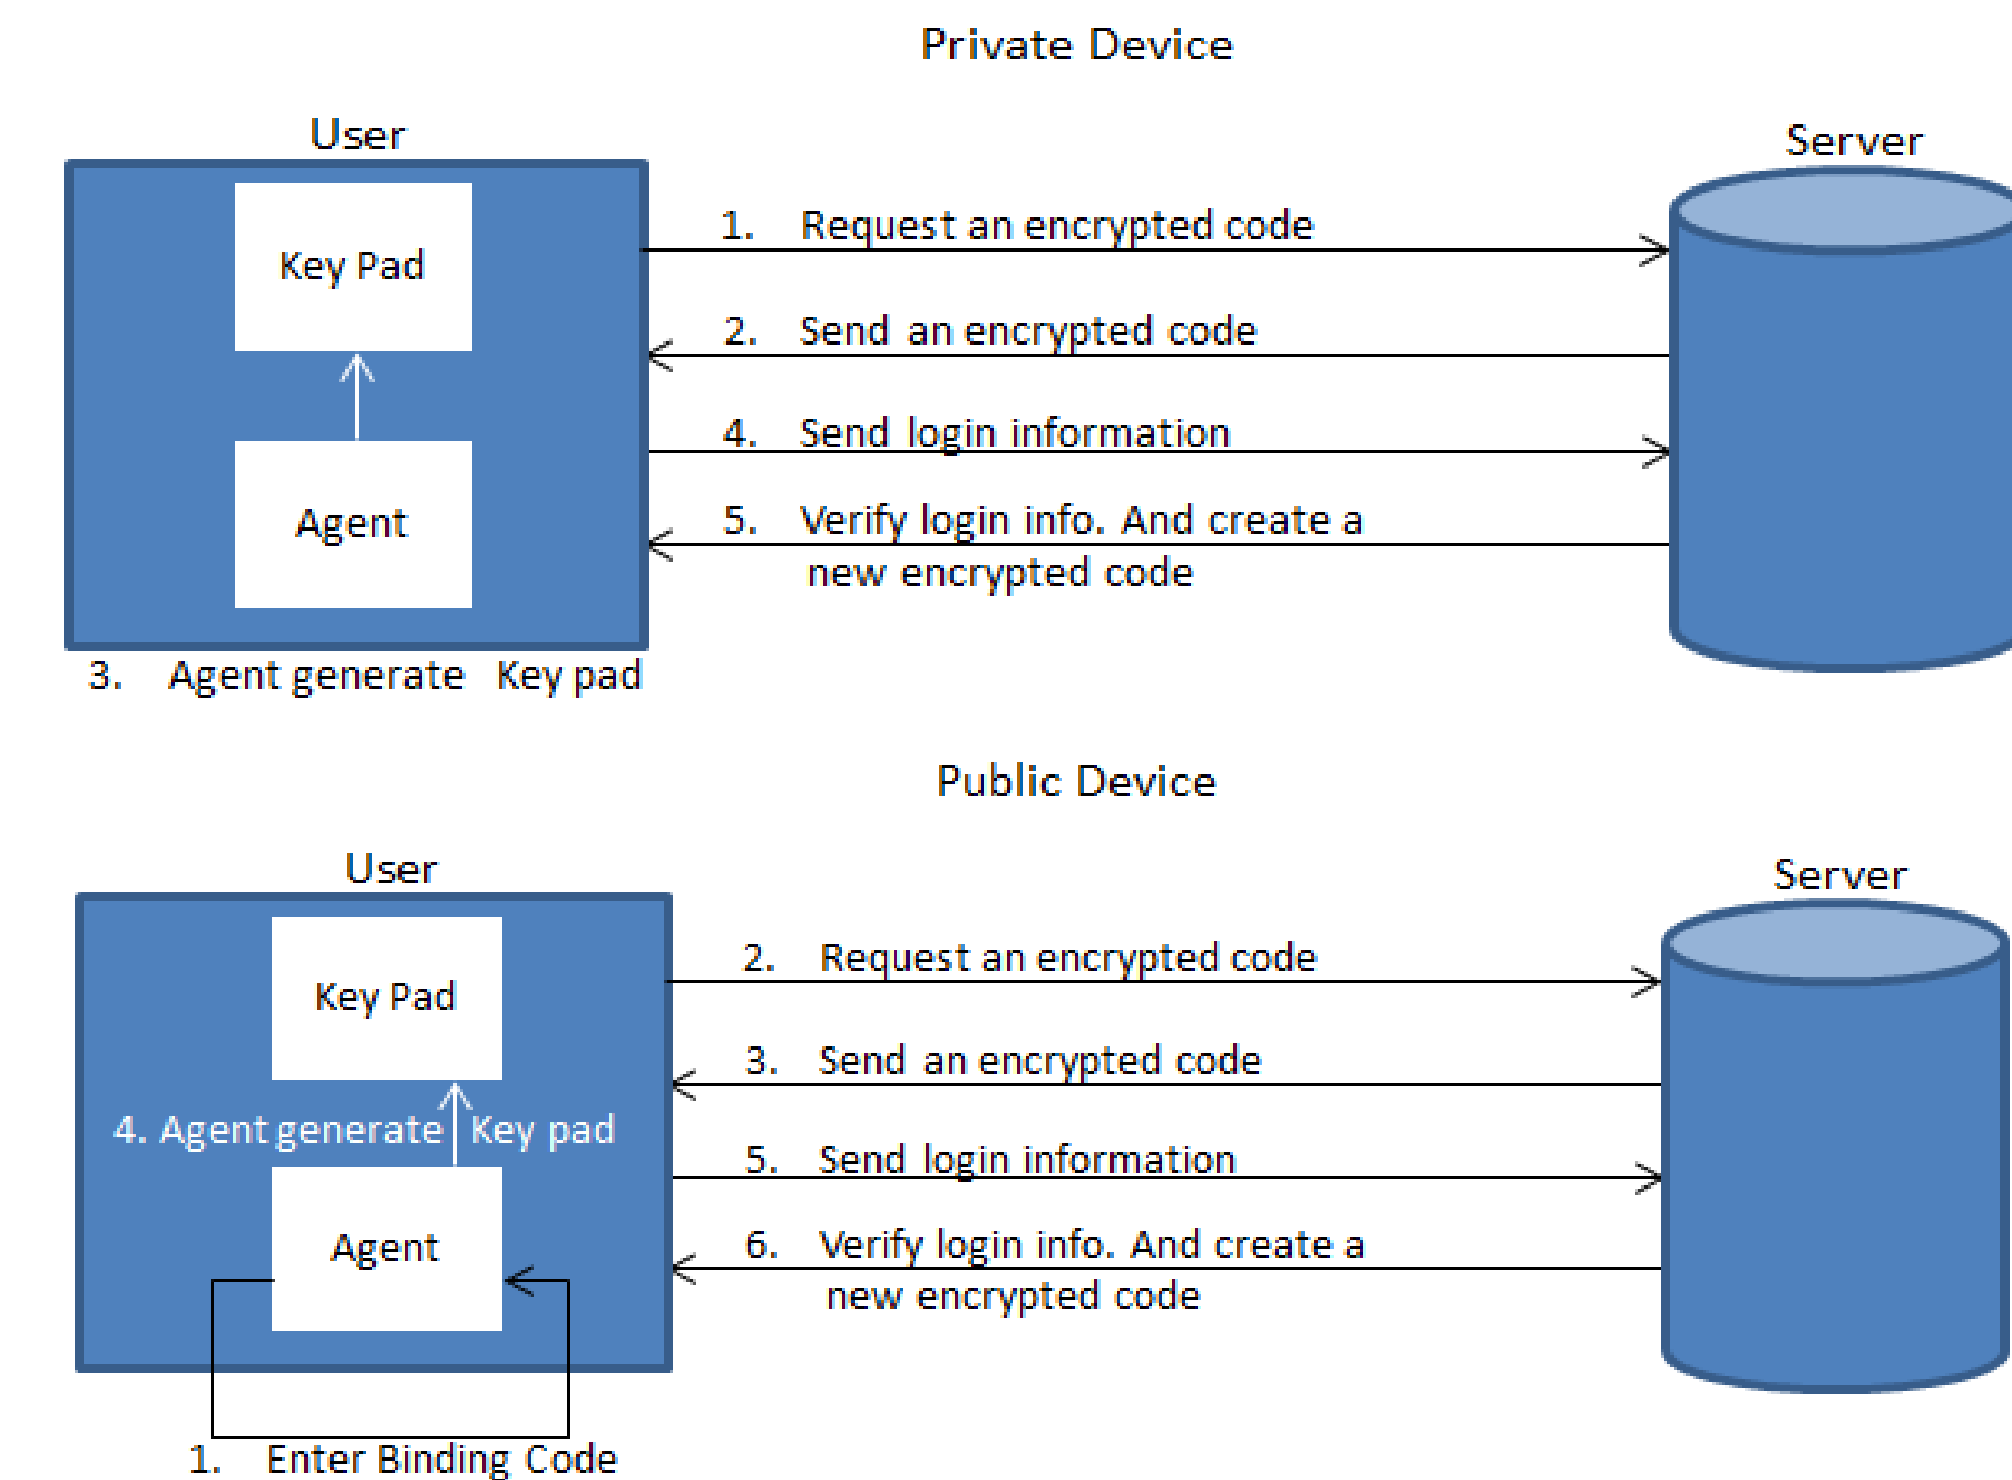 Private Device
User
Server
Key Pad
Agent
1. Request an encrypted code
2. Send an encrypted code
4. Send login information
5. Verify login info. And create a
new encrypted code
3. Agent generate Key pad
Public Device
User
Server
Key Pad
4. Agent generate Key pad
Agent
2. Request an encrypted code
3. Send an encrypted code
5. Send login information
6. Verify login info. And create a
new encrypted code
1. Enter Binding Code